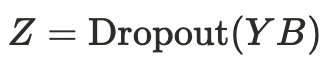 Z = Dropout(YB)